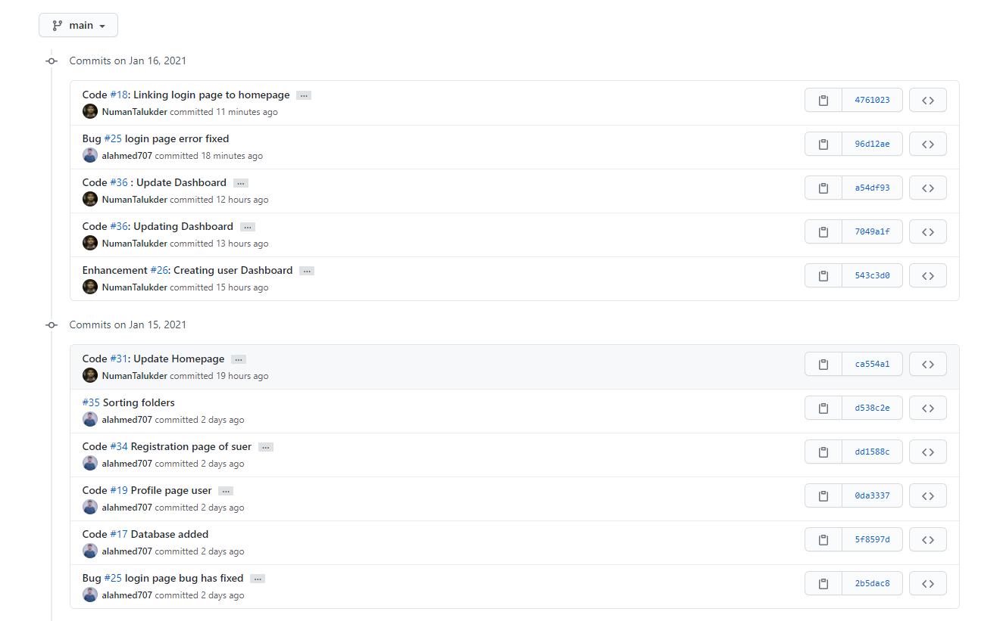 main
Commits on Jan 16, 2021
Code #18: Linking login page to homepage ...
4761023
NumanTalukder committed 11 minutes ago
Bug #25 login page error fixed
96d12ae
alahmed707 committed 18 minutes ago
Code #36 : Update Dashboard ...
a54df93
NumanTalukder committed 12 hours ago
Code #36: Updating Dashboard ...
7049a1f
NumanTalukder committed 13 hours ago
Enhancement #26: Creating user Dashboard ...
543c3d0
NumanTalukder committed 15 hours ago
Commits on Jan 15, 2021
Code #31: Update Homepage ...
ca554a1
NumanTalukder committed 19 hours ago
#35 Sorting folders
d538c2e
alahmed707 committed 2 days ago
Code #34 Registration page of suer ...
dd1588c
alahmed707 committed 2 days ago
Code #19 Profile page user ...
0da3337
alahmed707 committed 2 days ago
Code #17 Database added
5f8597d
alahmed707 committed 2 days ago
Bug #25 login page bug has fixed ...
2b5dac8
alahmed707 committed 2 days ago